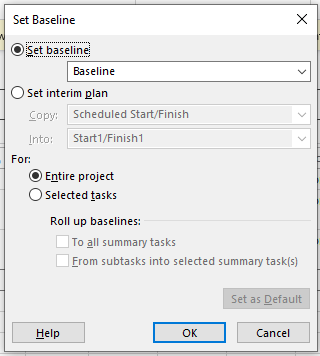 Set Baseline
Set baseline
Baseline
Set interim plan
Copy: Scheduled Start/Finish
Into: Start1/Finish1
For:
Entire project
Selected tasks
Roll up baselines:
To all summary tasks
From subtasks into selected summary task(s)
Set as Default
Help OK Cancel